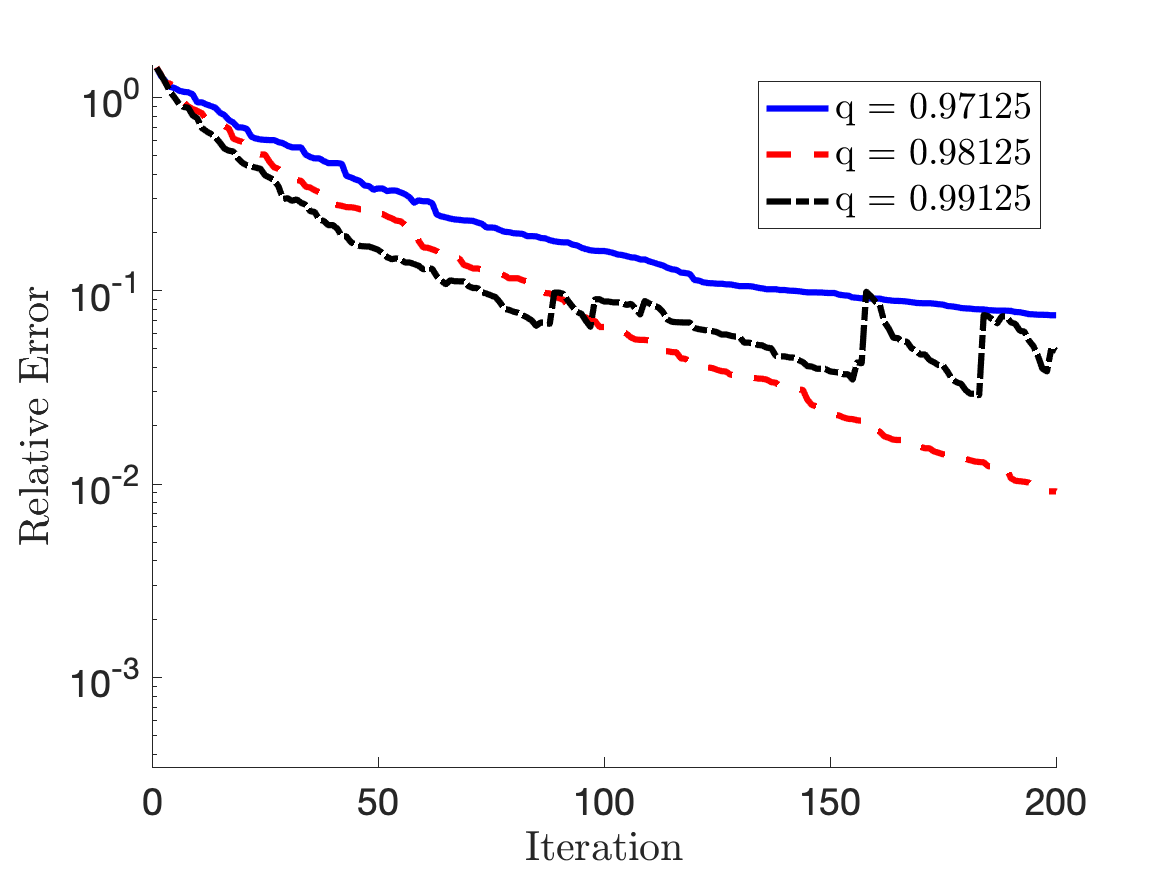 q = 0.97125
q = 0.98125
q = 0.99125
10^0
10^-1
10^-2
10^-3
Relative Error
0 50 100 150 200
Iteration